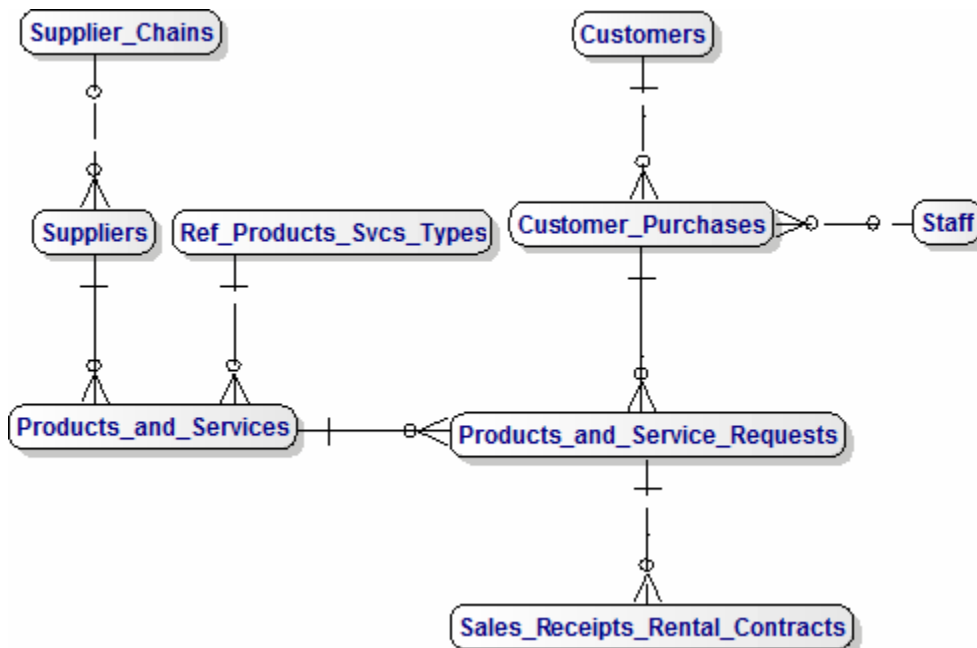 Supplier_Chains
Customers
Suppliers
Ref_Products_Svcs_Types
Customer_Purchases
Staff
Products_and_Services
Products_and_Service_Requests
Sales_Receipts_Rental_Contracts